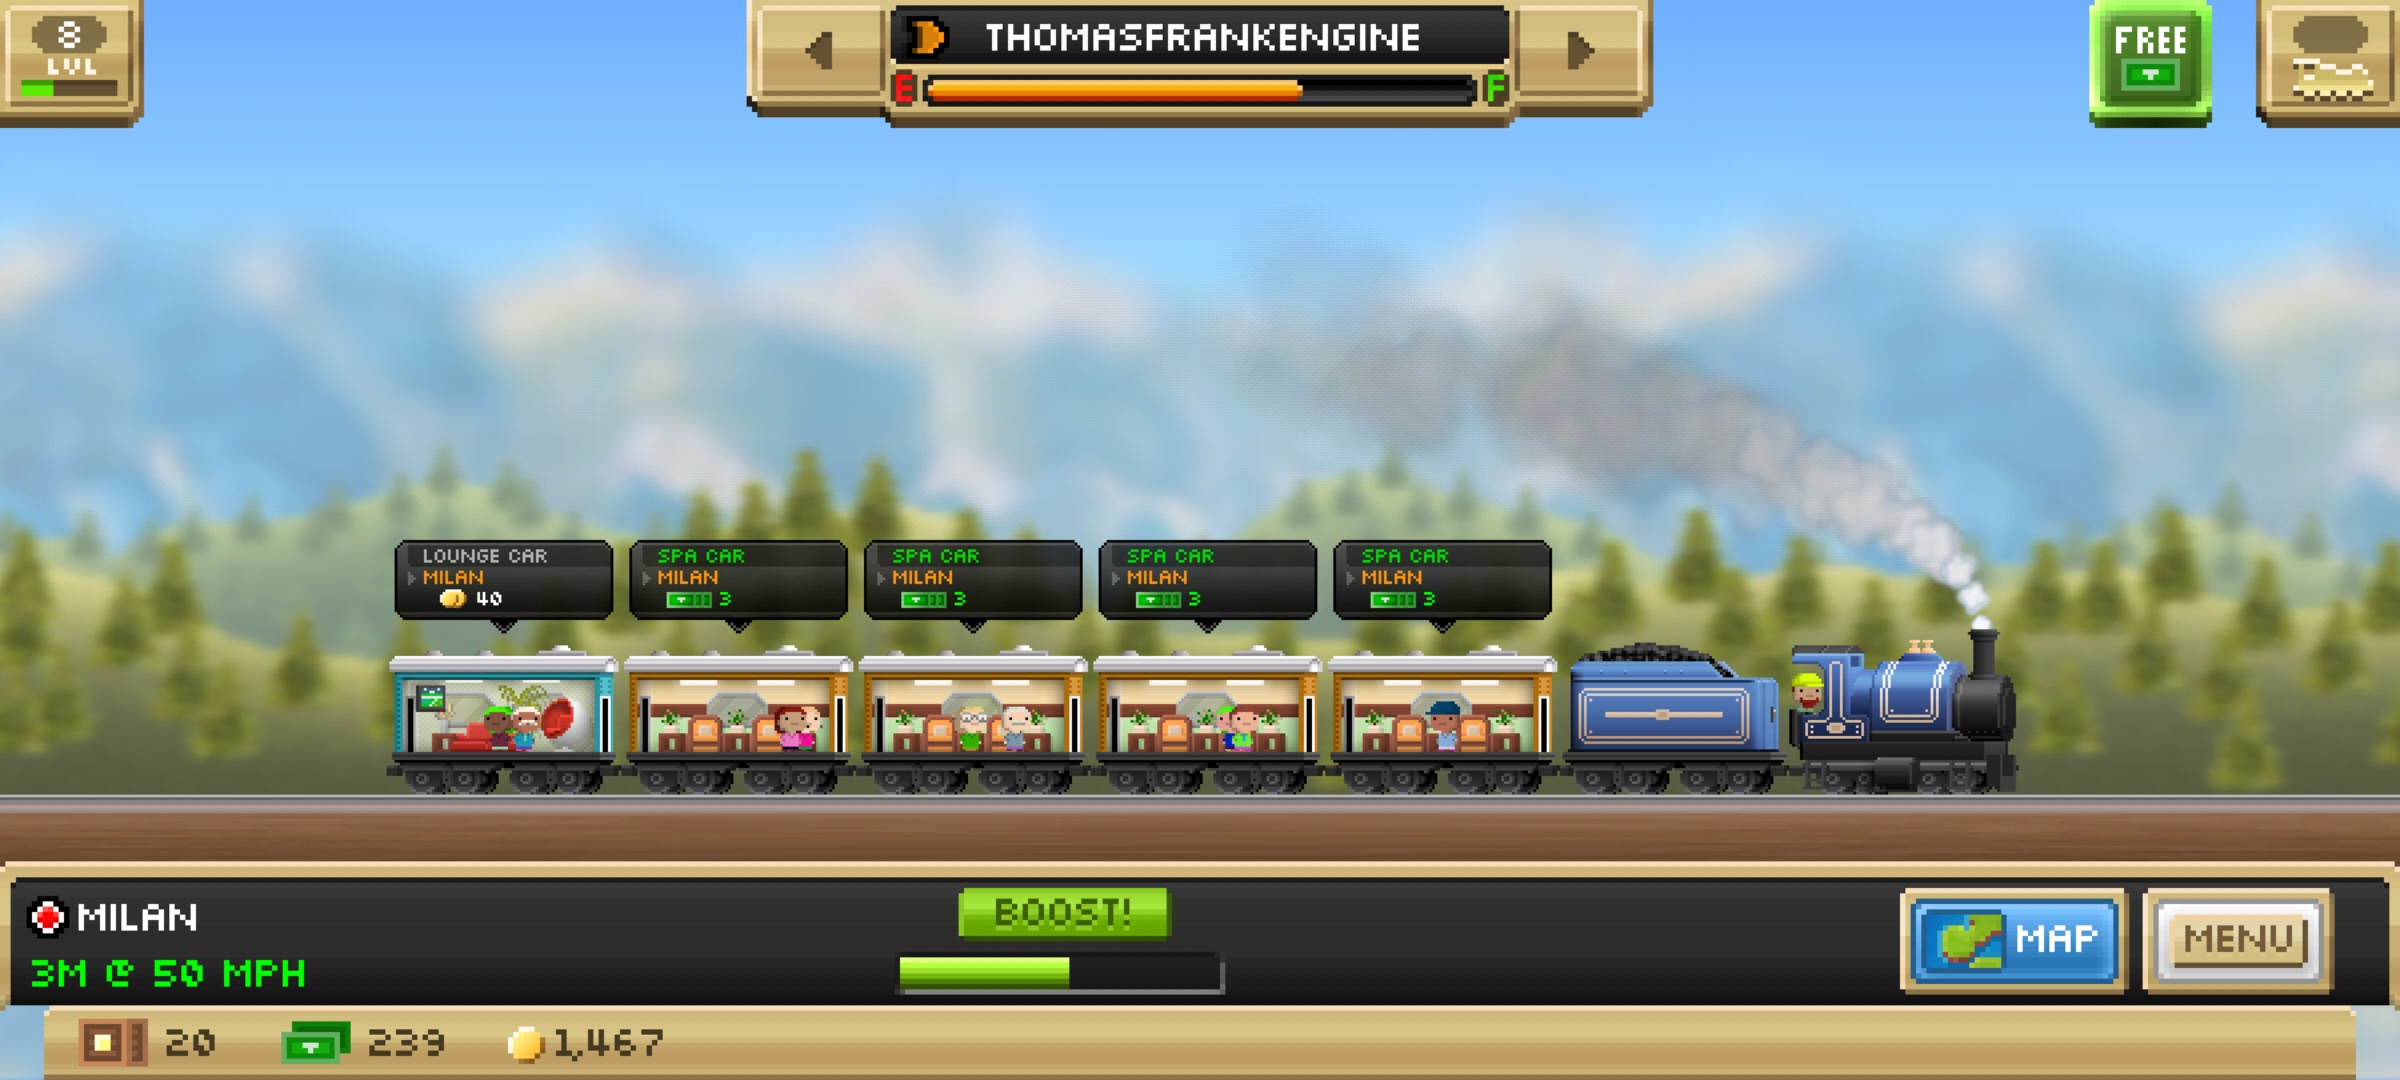 8
LVL
THOMASFRANKENGINE
E F
FREE
LOUNGE CAR
MILAN
40
SPA CAR
MILAN
3
SPA CAR
MILAN
3
SPA CAR
MILAN
3
SPA CAR
MILAN
3
MILAN
3M @ 50 MPH
BOOST!
MAP
MENU
20
239
1,467